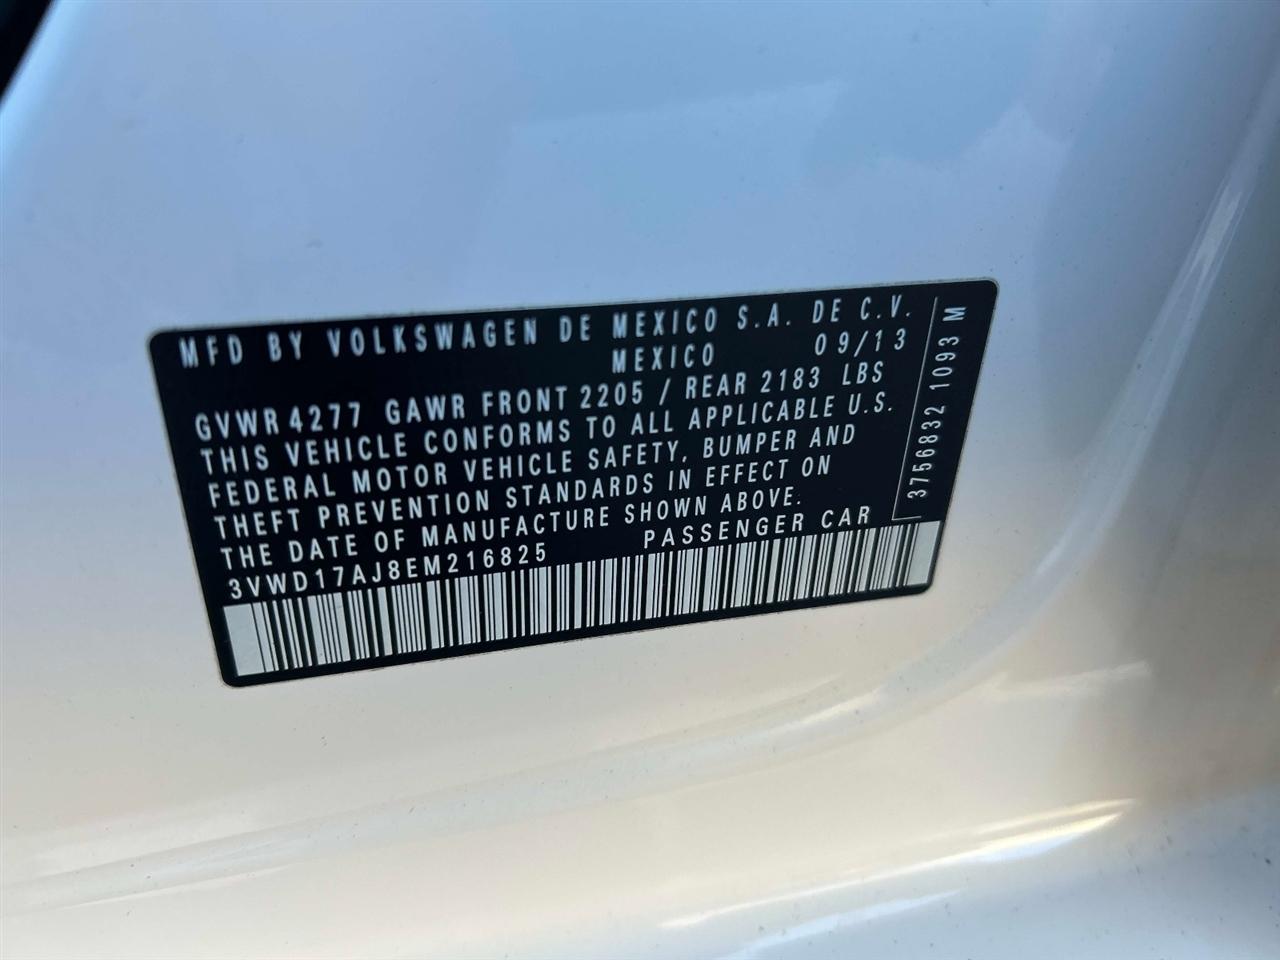 MFD BY VOLKSWAGEN DE MEXICO S.A. DE C.V.
MEXICO 09/13
GVWR 4277 GAWR FRONT 2205 / REAR 2183 LBS
THIS VEHICLE CONFORMS TO ALL APPLICABLE U.S.
FEDERAL MOTOR VEHICLE SAFETY, BUMPER AND
THEFT PREVENTION STANDARDS IN EFFECT ON
THE DATE OF MANUFACTURE SHOWN ABOVE.
3VWD17AJ8EM216825 PASSENGER CAR
3756832 1093 M